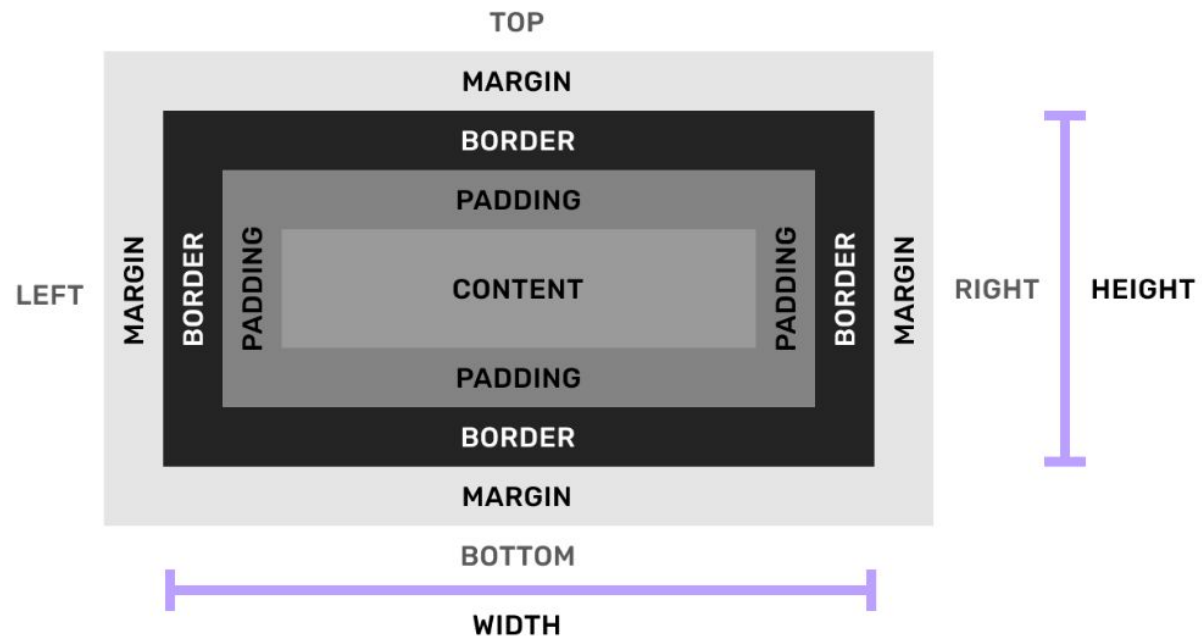 TOP
MARGIN
BORDER
PADDING
LEFT
MARGIN
BORDER
PADDING
CONTENT
PADDING
BORDER
MARGIN
RIGHT
HEIGHT
PADDING
BORDER
MARGIN
BOTTOM
WIDTH